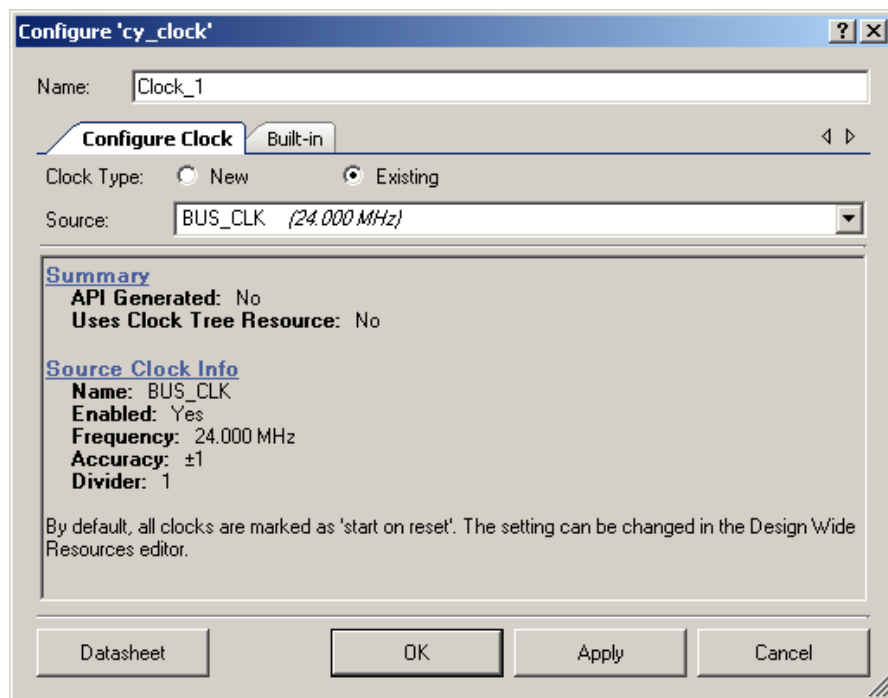 Configure 'cy_clock'
Name: Clock_1
Configure Clock Built-in
Clock Type: New Existing
Source: BUS_CLK (24.000 MHz)
Summary
API Generated: No
Uses Clock Tree Resource: No
Source Clock Info
Name: BUS_CLK
Enabled: Yes
Frequency: 24.000 MHz
Accuracy: ±1
Divider: 1
By default, all clocks are marked as 'start on reset'. The setting can be changed in the Design Wide
Resources editor.
Datasheet OK Apply Cancel